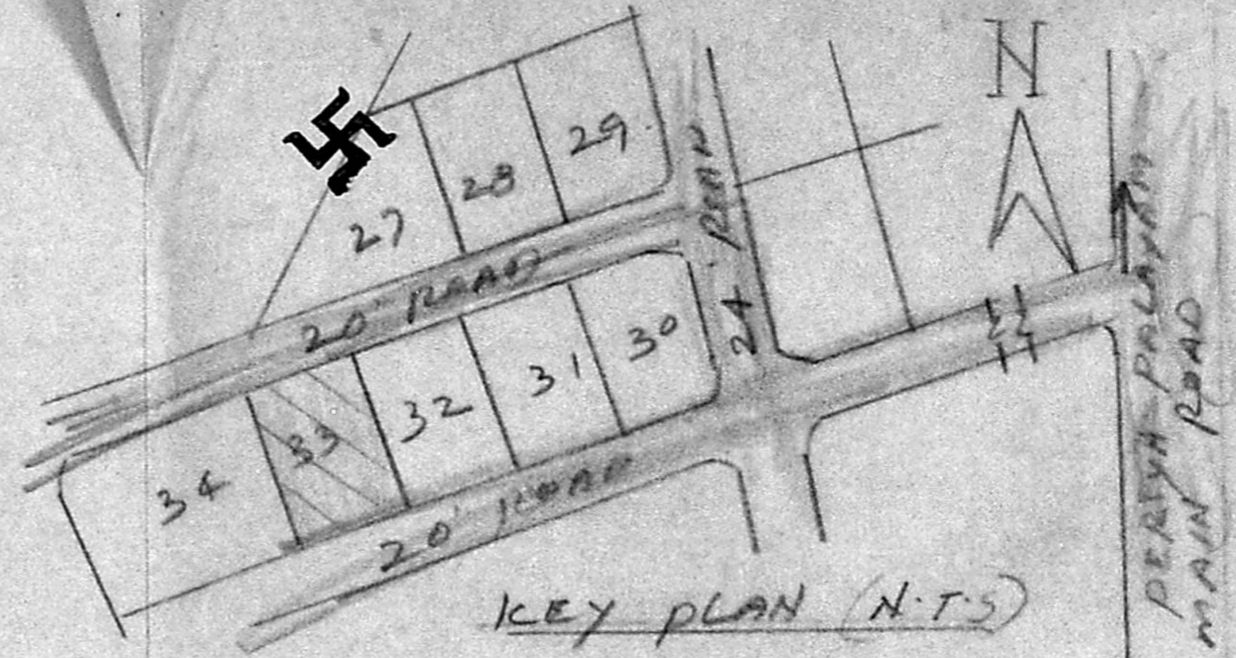 N
29
28
27
20' ROAD
24' ROAD
30
31
32
33
34
20' ROAD
PERIYA PALAYAM
MAIN ROAD
KEY PLAN (N.T.S)